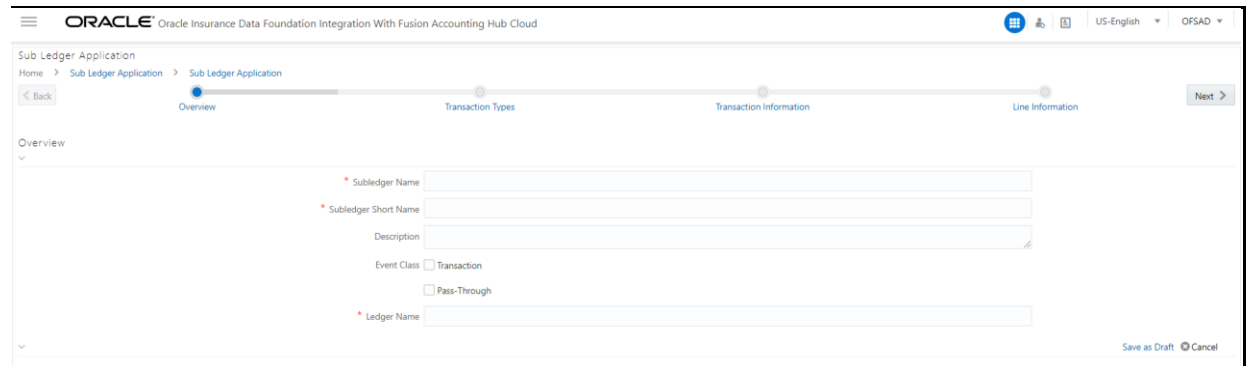 ORACLE® Oracle Insurance Data Foundation Integration With Fusion Accounting Hub Cloud US-English OFSAD
Sub Ledger Application
Home > Sub Ledger Application > Sub Ledger Application
< Back Next >
Overview Transaction Types Transaction Information Line Information
Overview
* Subledger Name
* Subledger Short Name
Description
Event Class Transaction
Pass-Through
* Ledger Name
Save as Draft Cancel